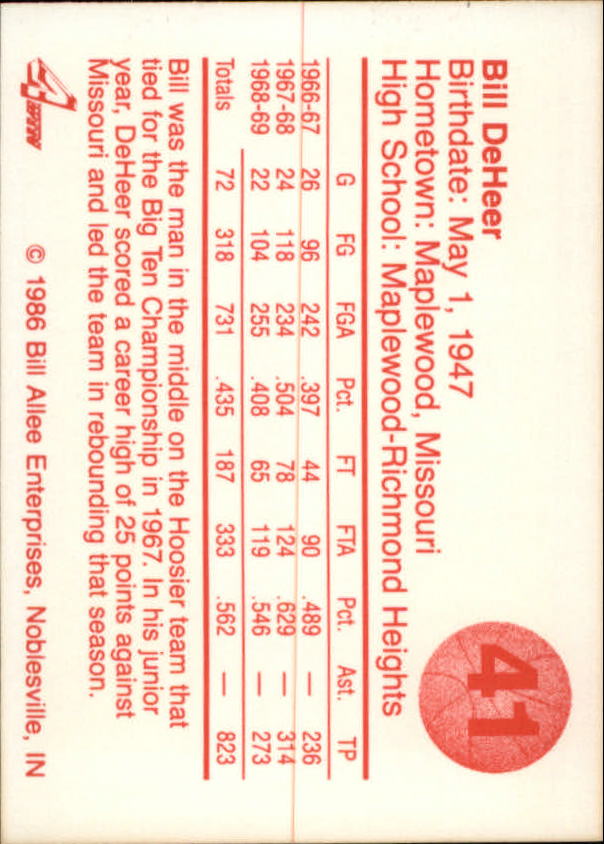 Bill DeHeer
Birthdate: May 1, 1947
Hometown: Maplewood, Missouri
High School: Maplewood-Richmond Heights
41
G FG FGA Pct. FT FTA Pct. Ast. TP
1966-67 26 96 242 .397 44 90 .489 — 236
1967-68 24 118 234 .504 78 124 .629 — 314
1968-69 22 104 255 .408 65 119 .546 — 273
Totals 72 318 731 .435 187 333 .562 — 823
Bill was the man in the middle on the Hoosier team that
tied for the Big Ten Championship in 1967. In his junior
year, DeHeer scored a career high of 25 points against
Missouri and led the team in rebounding that season.
© 1986 Bill Allee Enterprises, Noblesville, IN